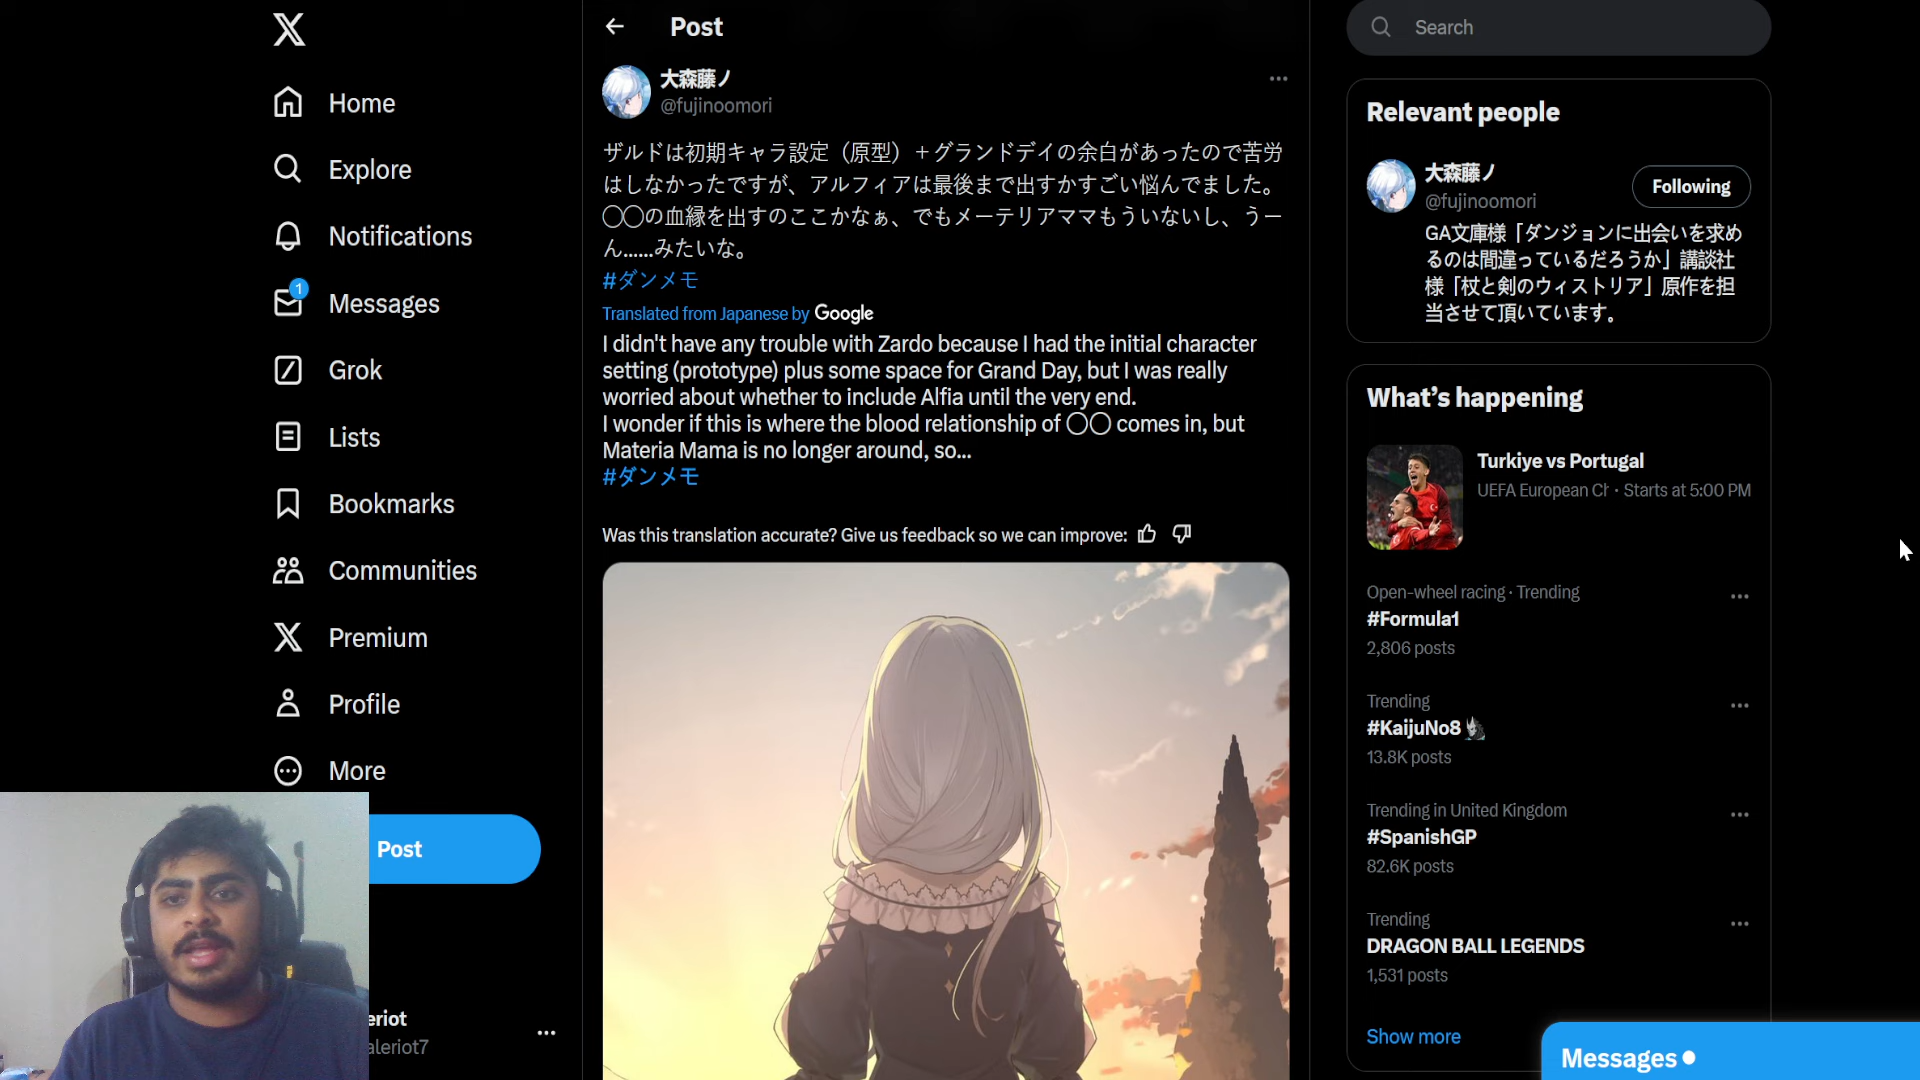 Home
Explore
Notifications
1
Messages
Grok
Lists
Bookmarks
Communities
Premium
Profile
More
Post
eriot
aleriot7
Post
大森藤ノ
@fujinoomori
ザルドは初期キャラ設定（原型）＋グランドデイの余白があったので苦労
はしなかったですが、アルフィアは最後まで出すかすごい悩んでました。
◯◯の血縁を出すのここかなぁ、でもメーテリアママもういないし、うー
ん......みたいな。
#ダンメモ
Translated from Japanese by Google
I didn't have any trouble with Zardo because I had the initial character
setting (prototype) plus some space for Grand Day, but I was really
worried about whether to include Alfia until the very end.
I wonder if this is where the blood relationship of ◯◯ comes in, but
Materia Mama is no longer around, so...
#ダンメモ
Was this translation accurate? Give us feedback so we can improve:
Search
Relevant people
大森藤ノ
@fujinoomori
Following
GA文庫様「ダンジョンに出会いを求め
るのは間違っているだろうか」講談社
様「杖と剣のウィストリア」原作を担
当させて頂いています。
What's happening
Turkiye vs Portugal
UEFA European Ch · Starts at 5:00 PM
Open-wheel racing · Trending
#Formula1
2,806 posts
Trending
#KaijuNo8
13.8K posts
Trending in United Kingdom
#SpanishGP
82.6K posts
Trending
DRAGON BALL LEGENDS
1,531 posts
Show more
Messages